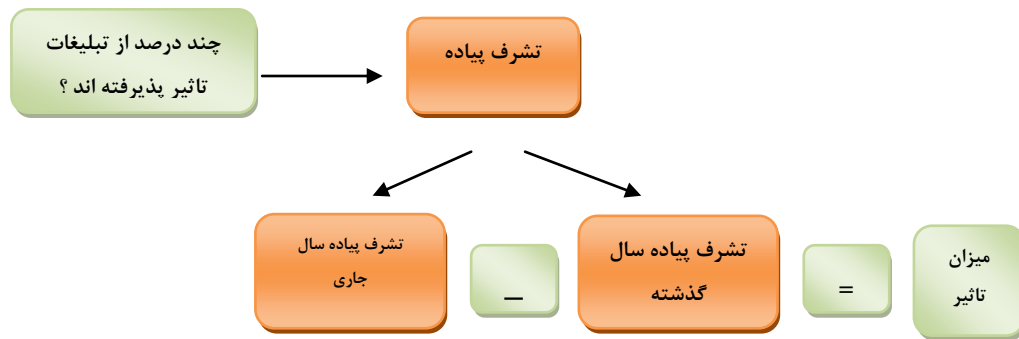 چند درصد از تبلیغات
تاثیر پذیرفته اند ؟
تشرف پیاده
تشرف پیاده سال
جاری
_
تشرف پیاده سال
گذشته
=
میزان
تاثیر